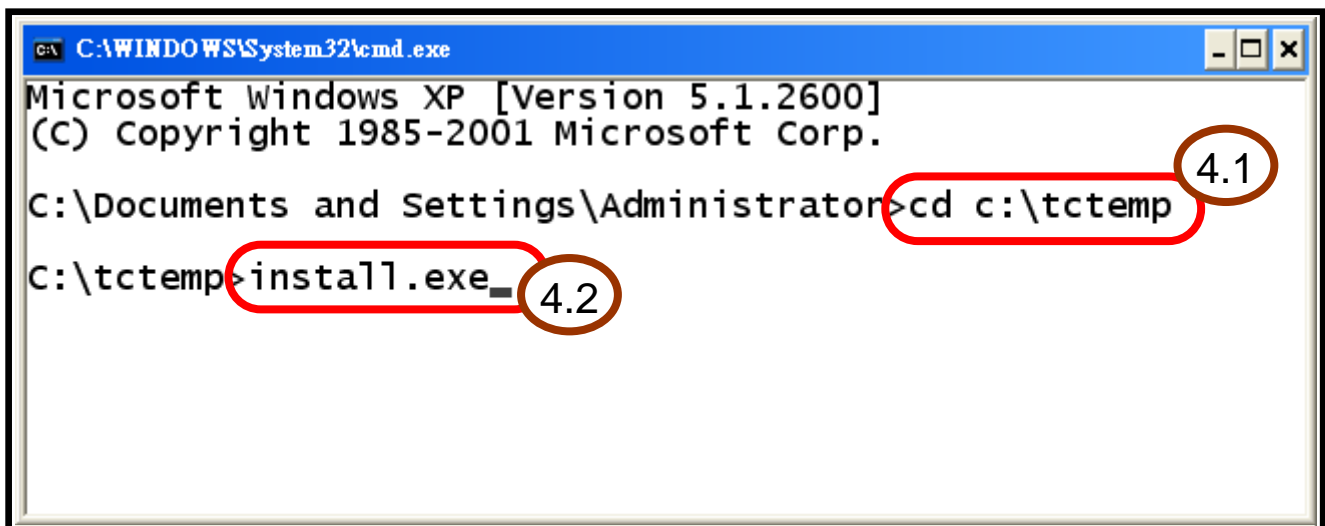 C:\WINDOWS\System32\cmd.exe
Microsoft Windows XP [Version 5.1.2600]
(C) Copyright 1985-2001 Microsoft Corp.
4.1
C:\Documents and Settings\Administrator>cd c:\tctemp
C:\tctemp>install.exe_
4.2